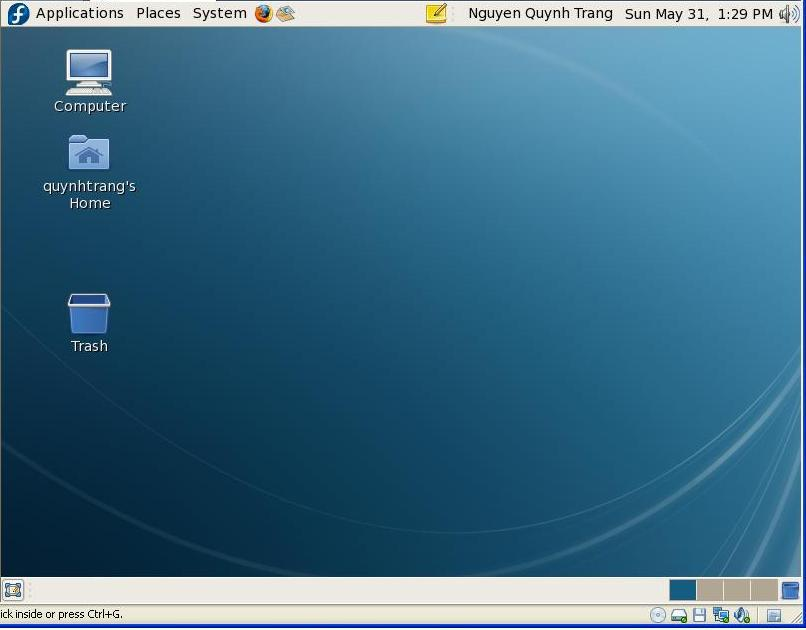 Applications Places System Nguyen Quynh Trang Sun May 31, 1:29 PM
Computer
quynhtrang's
Home
Trash
ick inside or press Ctrl+G.